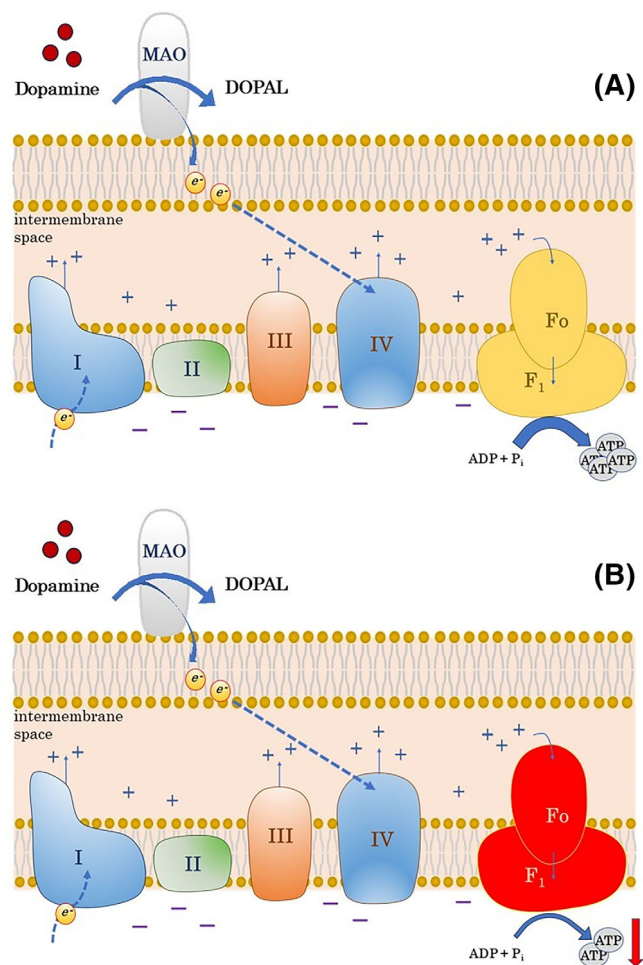 MAO
Dopamine
DOPAL
(A)
e-
e-
intermembrane
space
+ + + + + + + + + + + + +
I
II
III
IV
Fo
F1
e-
ADP + Pi
ATP
ATP
ATP
ATP
MAO
Dopamine
DOPAL
(B)
e-
e-
intermembrane
space
+ + + + + + + + + + + + +
I
II
III
IV
Fo
F1
e-
ADP + Pi
ATP
ATP